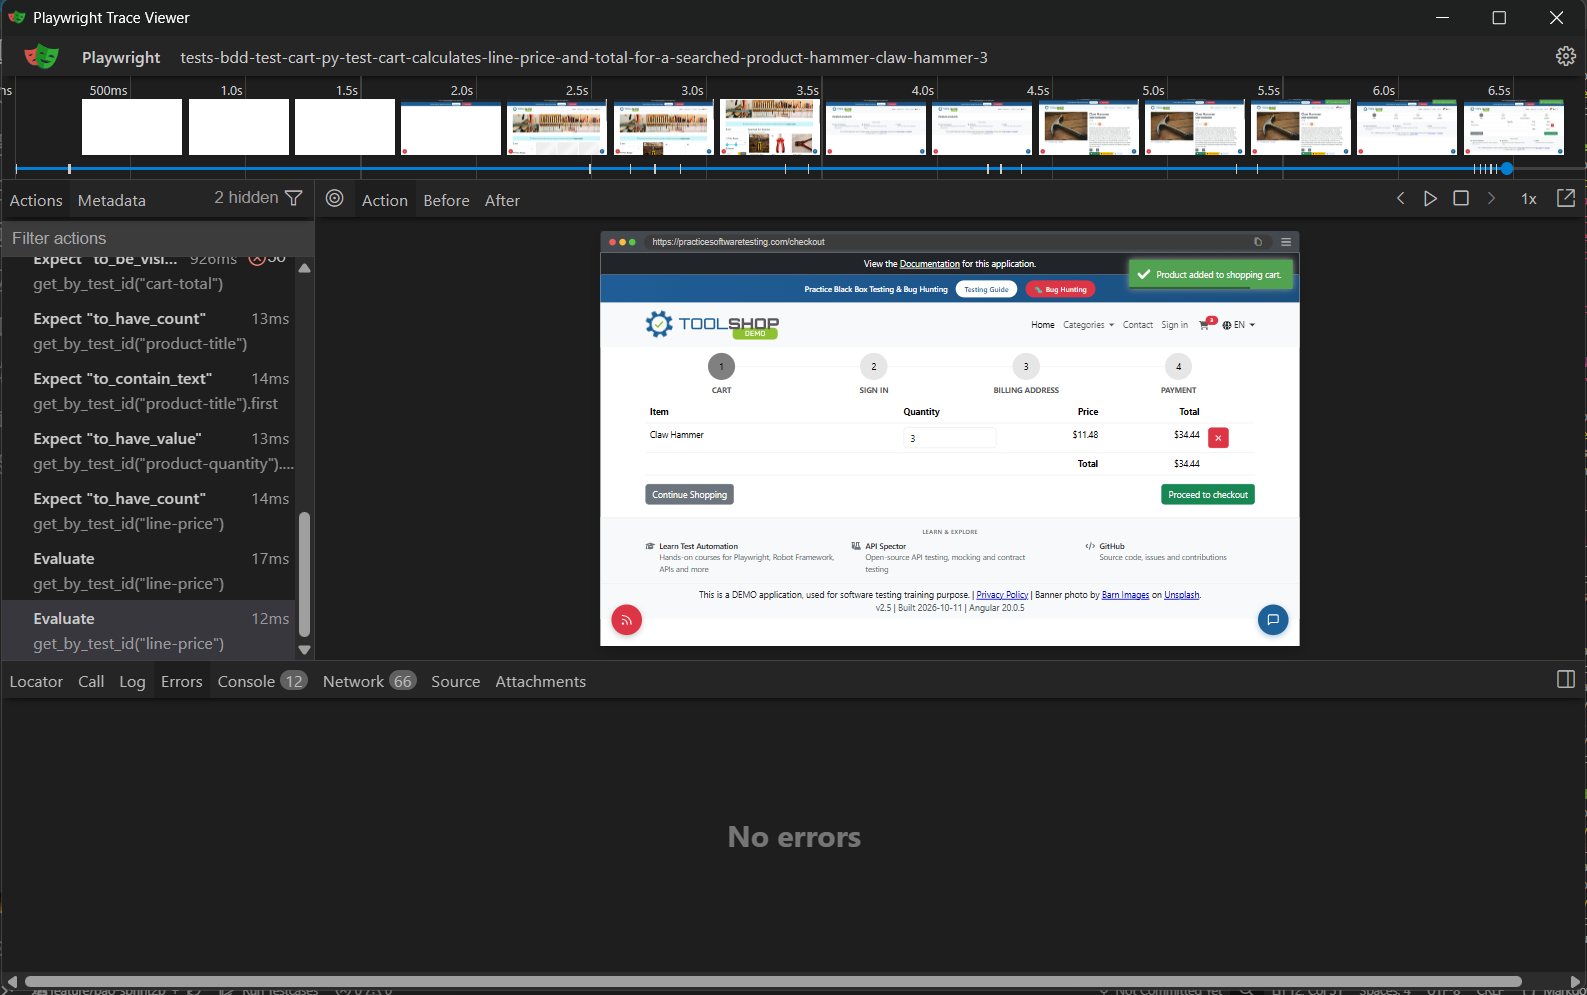 Playwright Trace Viewer
Playwright tests-bdd-test-cart-py-test-cart-calculates-line-price-and-total-for-a-searched-product-hammer-claw-hammer-3
500ms 1.0s 1.5s 2.0s 2.5s 3.0s 3.5s 4.0s 4.5s 5.0s 5.5s 6.0s 6.5s
Actions Metadata 2 hidden
Action Before After
1x
Filter actions
Expect "to_be_visi... 926ms
get_by_test_id("cart-total")
Expect "to_have_count" 13ms
get_by_test_id("product-title")
Expect "to_contain_text" 14ms
get_by_test_id("product-title").first
Expect "to_have_value" 13ms
get_by_test_id("product-quantity")....
Expect "to_have_count" 14ms
get_by_test_id("line-price")
Evaluate 17ms
get_by_test_id("line-price")
Evaluate 12ms
get_by_test_id("line-price")
https://practicesoftwaretesting.com/checkout
View the Documentation for this application.
Product added to shopping cart.
Practice Black Box Testing & Bug Hunting Testing Guide Bug Hunting
TOOLSHOP
DEMO
Home Categories Contact Sign in EN
1 2 3 4
CART SIGN IN BILLING ADDRESS PAYMENT
Item Quantity Price Total
Claw Hammer 3 $11.48 $34.44
Total $34.44
Continue Shopping Proceed to checkout
LEARN & EXPLORE
Learn Test Automation
Hands-on courses for Playwright, Robot Framework,
APIs and more
API Spector
Open-source API testing, mocking and contract
testing
GitHub
Source code, issues and contributions
This is a DEMO application, used for software testing training purpose. | Privacy Policy | Banner photo by Barn Images on Unsplash.
v2.5 | Built 2026-10-11 | Angular 20.0.5
Locator Call Log Errors Console 12 Network 66 Source Attachments
No errors